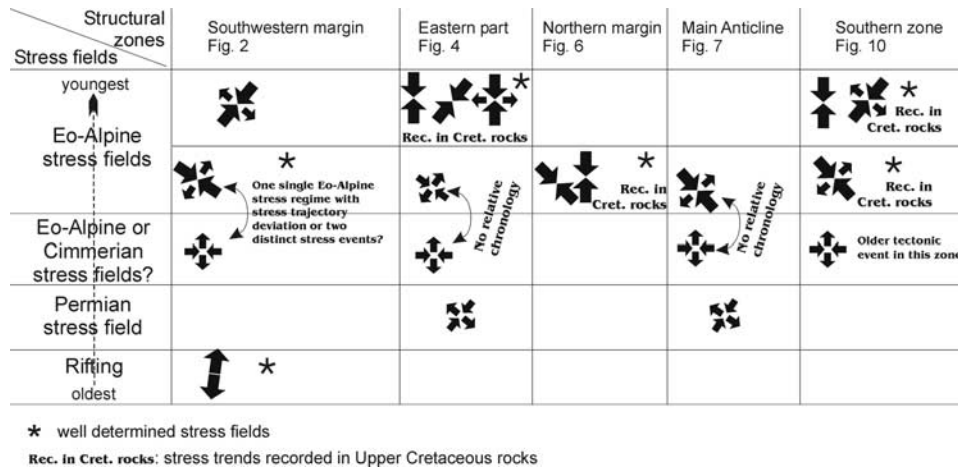 Structural
zones
Stress fields
Southwestern margin
Fig. 2
Eastern part
Fig. 4
Northern margin
Fig. 6
Main Anticline
Fig. 7
Southern zone
Fig. 10
youngest
Eo-Alpine
stress fields
*
Rec. in Cret. rocks
*
Rec. in
Cret. rocks
*
One single Eo-Alpine
stress regime with
stress trajectory
deviation or two
distinct stress events?
No relative
chronology
*
Rec. in
Cret. rocks
No relative
chronology
*
Rec. in
Cret. rocks
Eo-Alpine or
Cimmerian
stress fields?
Older tectonic
event in this zone
Permian
stress field
Rifting
oldest
*
* well determined stress fields
Rec. in Cret. rocks: stress trends recorded in Upper Cretaceous rocks